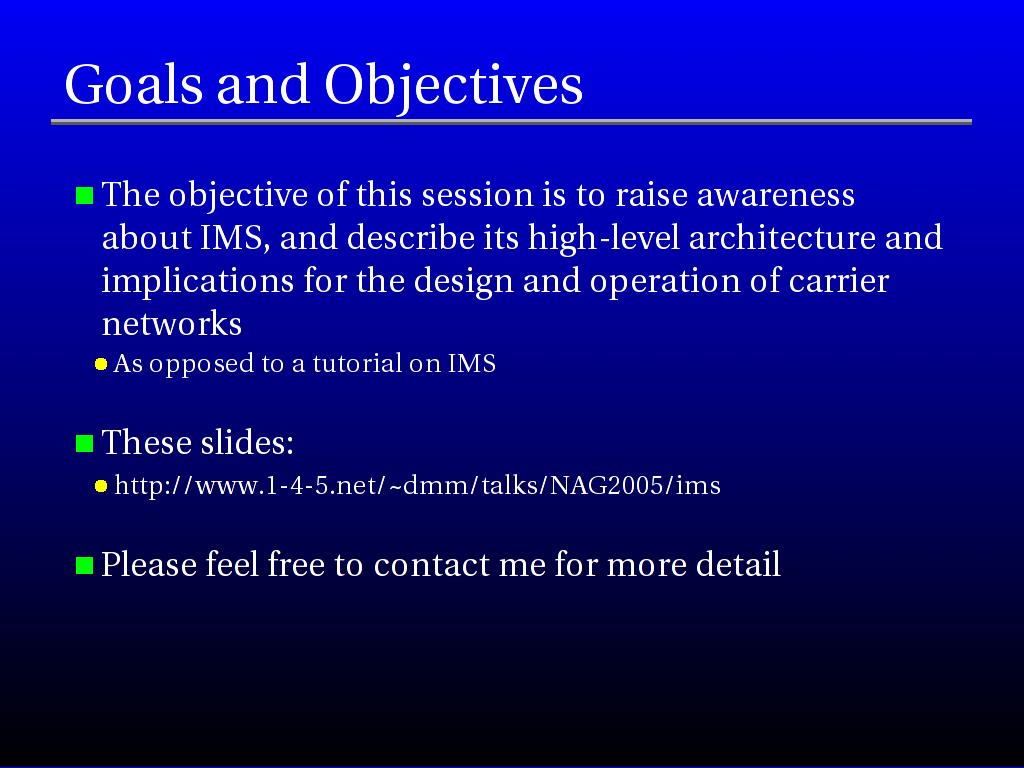 Goals and Objectives
The objective of this session is to raise awareness
about IMS, and describe its high-level architecture and
implications for the design and operation of carrier
networks
As opposed to a tutorial on IMS
These slides:
http://www.1-4-5.net/~dmm/talks/NAG2005/ims
Please feel free to contact me for more detail